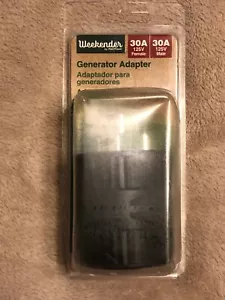 Weekender
30A 30A
125V 125V
Female Male
Generator Adapter
Adaptador para
generadores